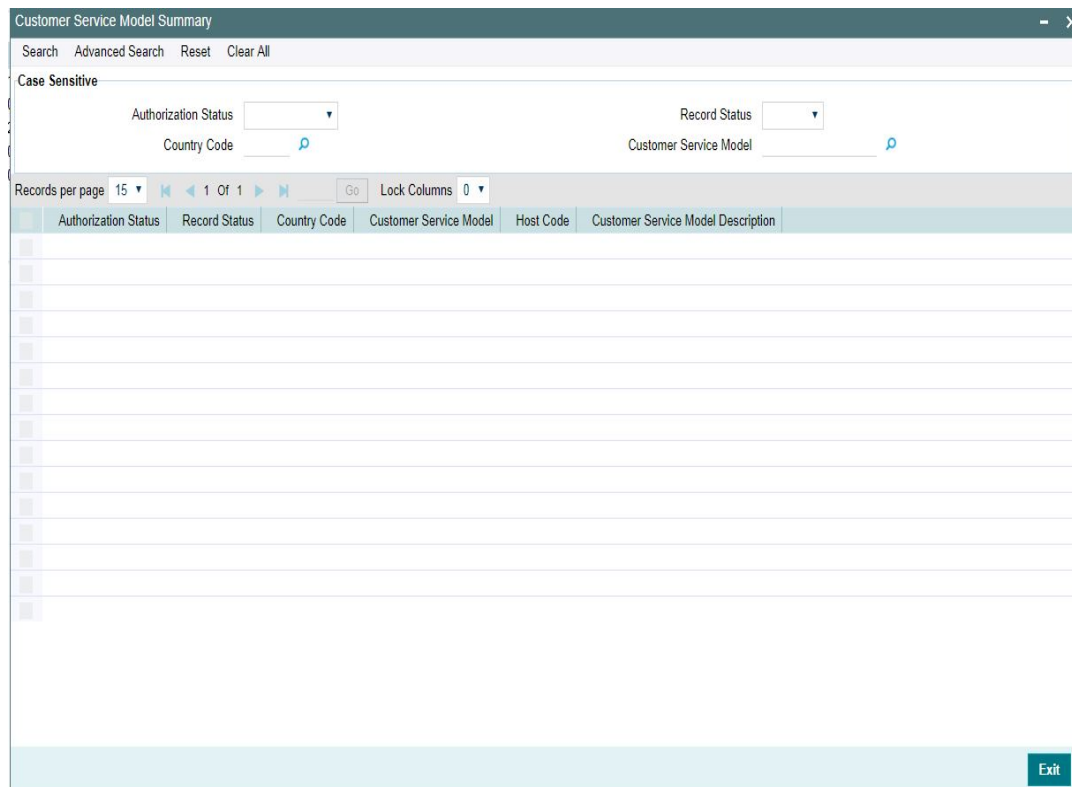 Customer Service Model Summary
Search Advanced Search Reset Clear All
Case Sensitive
Authorization Status Record Status
Country Code Customer Service Model
Records per page 15 1 Of 1 Go Lock Columns 0
Authorization Status Record Status Country Code Customer Service Model Host Code Customer Service Model Description
Exit